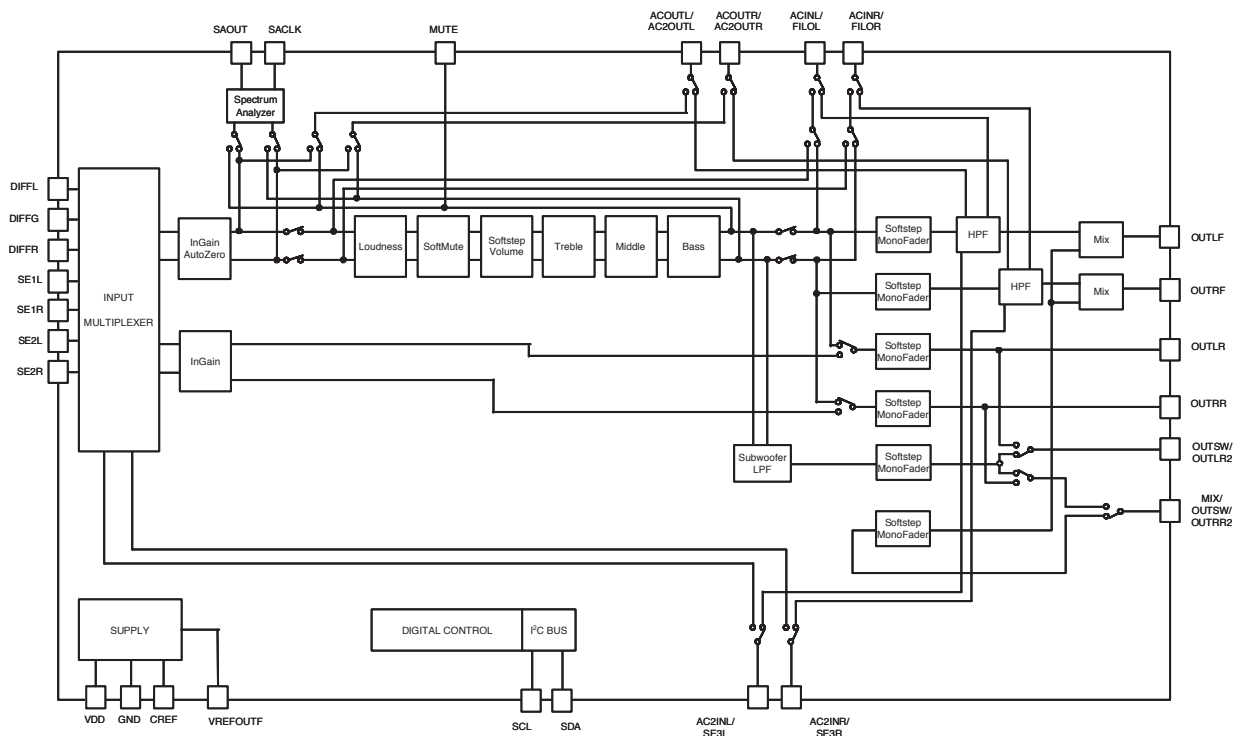 ACOUTL/
AC2OUTL
ACOUTR/
AC2OUTR
ACINL/
FILOL
ACINR/
FILOR
SAOUT
SACLK
MUTE
Spectrum
Analyzer
DIFFL
DIFFG
DIFFR
SE1L
SE1R
SE2L
SE2R
INPUT
MULTIPLEXER
InGain
AutoZero
Loudness
SoftMute
Softstep
Volume
Treble
Middle
Bass
Softstep
MonoFader
HPF
Mix
OUTLF
Softstep
MonoFader
HPF
Mix
OUTRF
InGain
Softstep
MonoFader
OUTLR
Softstep
MonoFader
OUTRR
Subwoofer
LPF
Softstep
MonoFader
OUTSW/
OUTLR2
Softstep
MonoFader
MIX/
OUTSW/
OUTRR2
SUPPLY
DIGITAL CONTROL
I²C BUS
VDD
GND
CREF
VREFOUTF
SCL
SDA
AC2INL/
SE3L
AC2INR/
SE3R